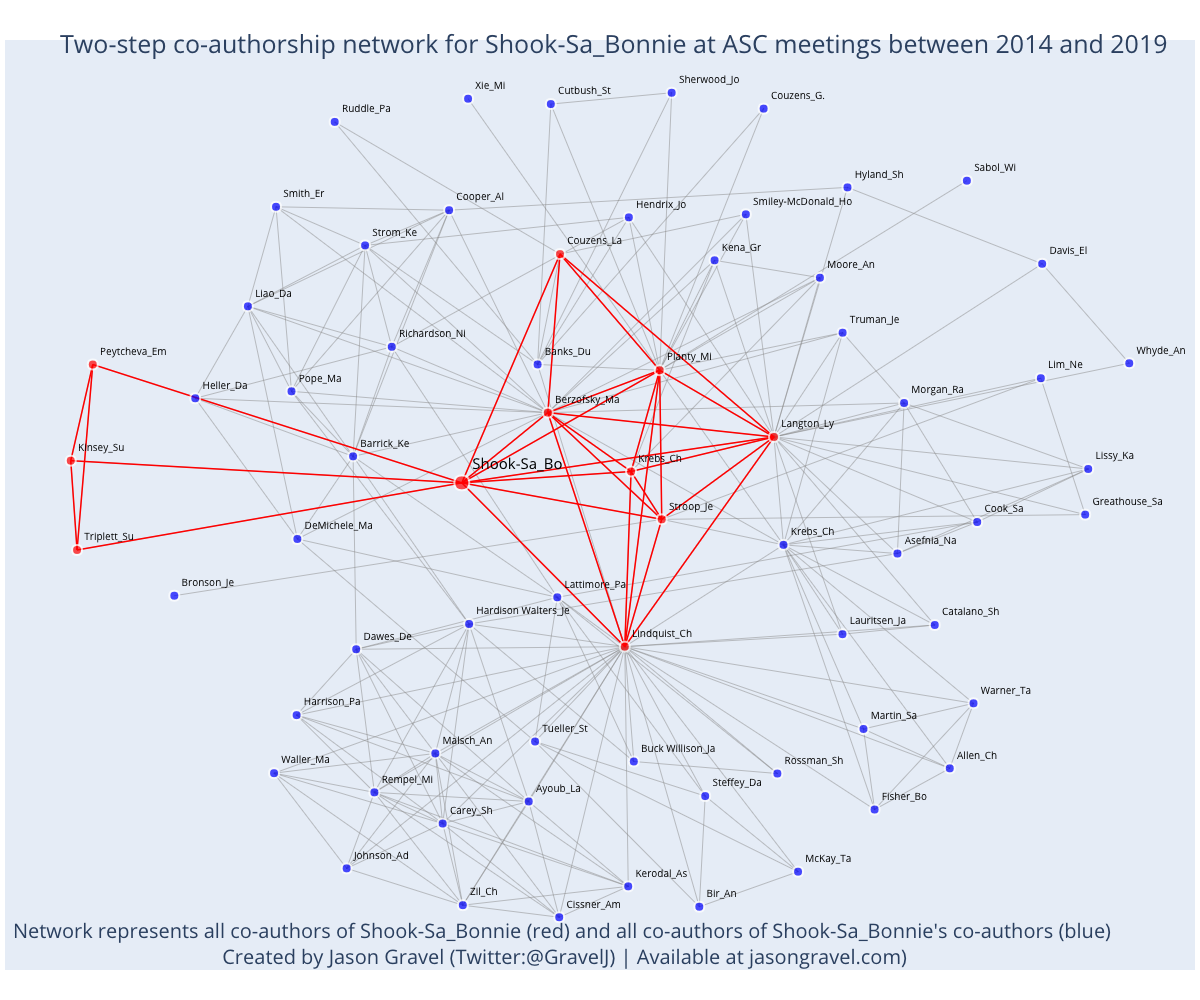 Two-step co-authorship network for Shook-Sa_Bonnie at ASC meetings between 2014 and 2019
Xie_Mi
Sherwood_Jo
Cutbush_St
Couzens_G.
Ruddle_Pa
Sabol_Wi
Hyland_Sh
Smith_Er
Cooper_Al
Hendrix_Jo
Smiley-McDonald_Ho
Strom_Ke
Couzens_La
Kena_Gr
Davis_El
Moore_An
Liao_Da
Truman_Je
Richardson_Ni
Peytcheva_Em
Banks_Du
Planty_Mi
Whyde_An
Lim_Ne
Heller_Da
Pope_Ma
Morgan_Ra
Berzofsky_Ma
Langton_Ly
Barrick_Ke
Kinsey_Su
Shook-Sa_Bo
Krebs_Ch
Lissy_Ka
Stroop_Je
Greathouse_Sa
Cook_Sa
DeMichele_Ma
Krebs_Ch
Triplett_Su
Asefnia_Na
Bronson_Je
Lattimore_Pa
Hardison Walters_Je
Catalano_Sh
Lauritsen_Ja
Dawes_De
Lindquist_Ch
Warner_Ta
Harrison_Pa
Martin_Sa
Malsch_An
Tueller_St
Buck Willison_Ja
Allen_Ch
Waller_Ma
Rossman_Sh
Rempel_Mi
Steffey_Da
Ayoub_La
Fisher_Bo
Carey_Sh
Johnson_Ad
McKay_Ta
Kerodal_As
Zil_Ch
Bir_An
Cissner_Am
Network represents all co-authors of Shook-Sa_Bonnie (red) and all co-authors of Shook-Sa_Bonnie's co-authors (blue)
Created by Jason Gravel (Twitter:@GravelJ) | Available at jasongravel.com)